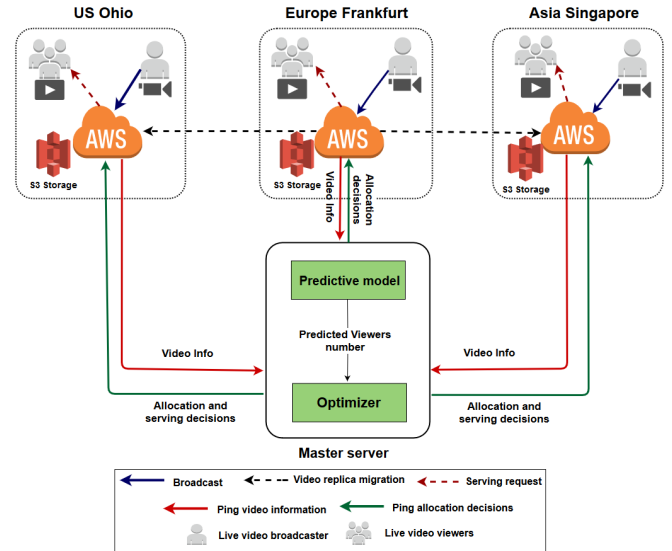 US Ohio
Europe Frankfurt
Asia Singapore
AWS
AWS
AWS
S3 Storage
S3 Storage
S3 Storage
Video Info
Allocation
decisions
Predictive model
Predicted Viewers
number
Optimizer
Video Info
Allocation and
serving decisions
Video Info
Allocation and
serving decisions
Master server
Broadcast
Video replica migration
Serving request
Ping video information
Ping allocation decisions
Live video broadcaster
Live video viewers